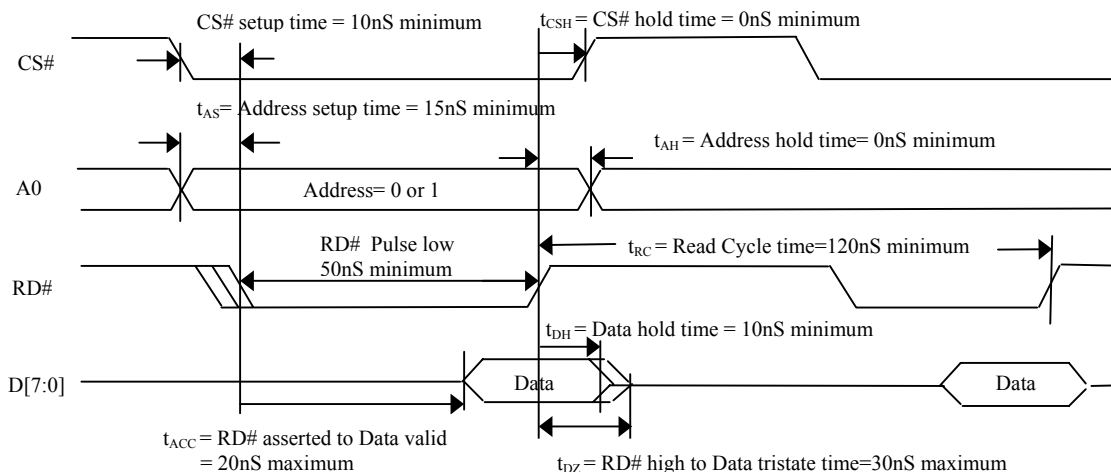 CS# setup time = 10nS minimum
tCSH= CS# hold time = 0nS minimum
CS#
tAS= Address setup time = 15nS minimum
tAH= Address hold time= 0nS minimum
A0
Address= 0 or 1
RD# Pulse low
50nS minimum
tRC= Read Cycle time=120nS minimum
RD#
tDH = Data hold time = 10nS minimum
D[7:0]
Data
Data
tACC= RD# asserted to Data valid
= 20nS maximum
tDZ= RD# high to Data tristate time=30nS maximum